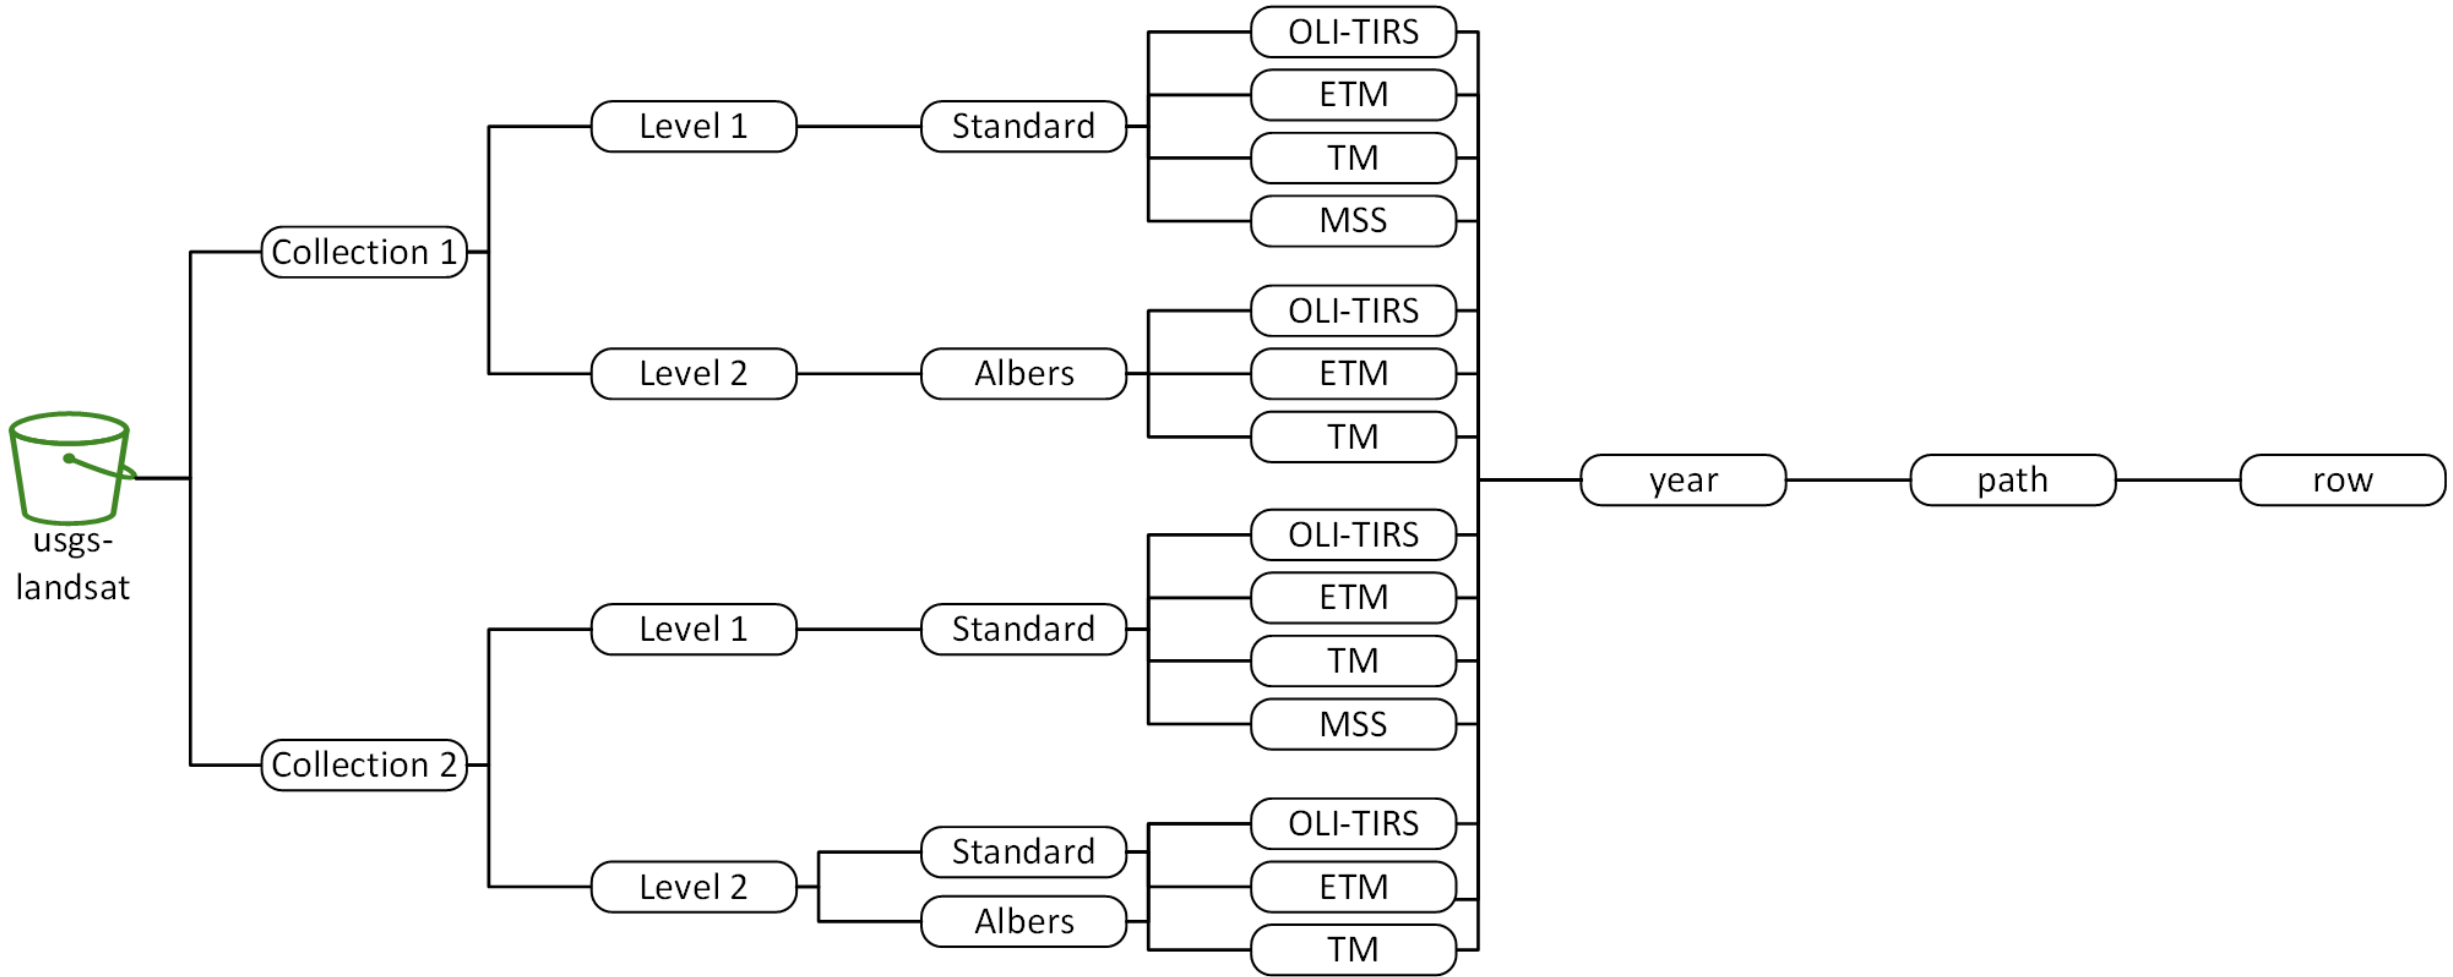 usgs-
landsat
Collection 1
Collection 2
Level 1
Level 2
Level 1
Level 2
Standard
Albers
Standard
Standard
Albers
OLI-TIRS
ETM
TM
MSS
OLI-TIRS
ETM
TM
OLI-TIRS
ETM
TM
MSS
OLI-TIRS
ETM
TM
year
path
row